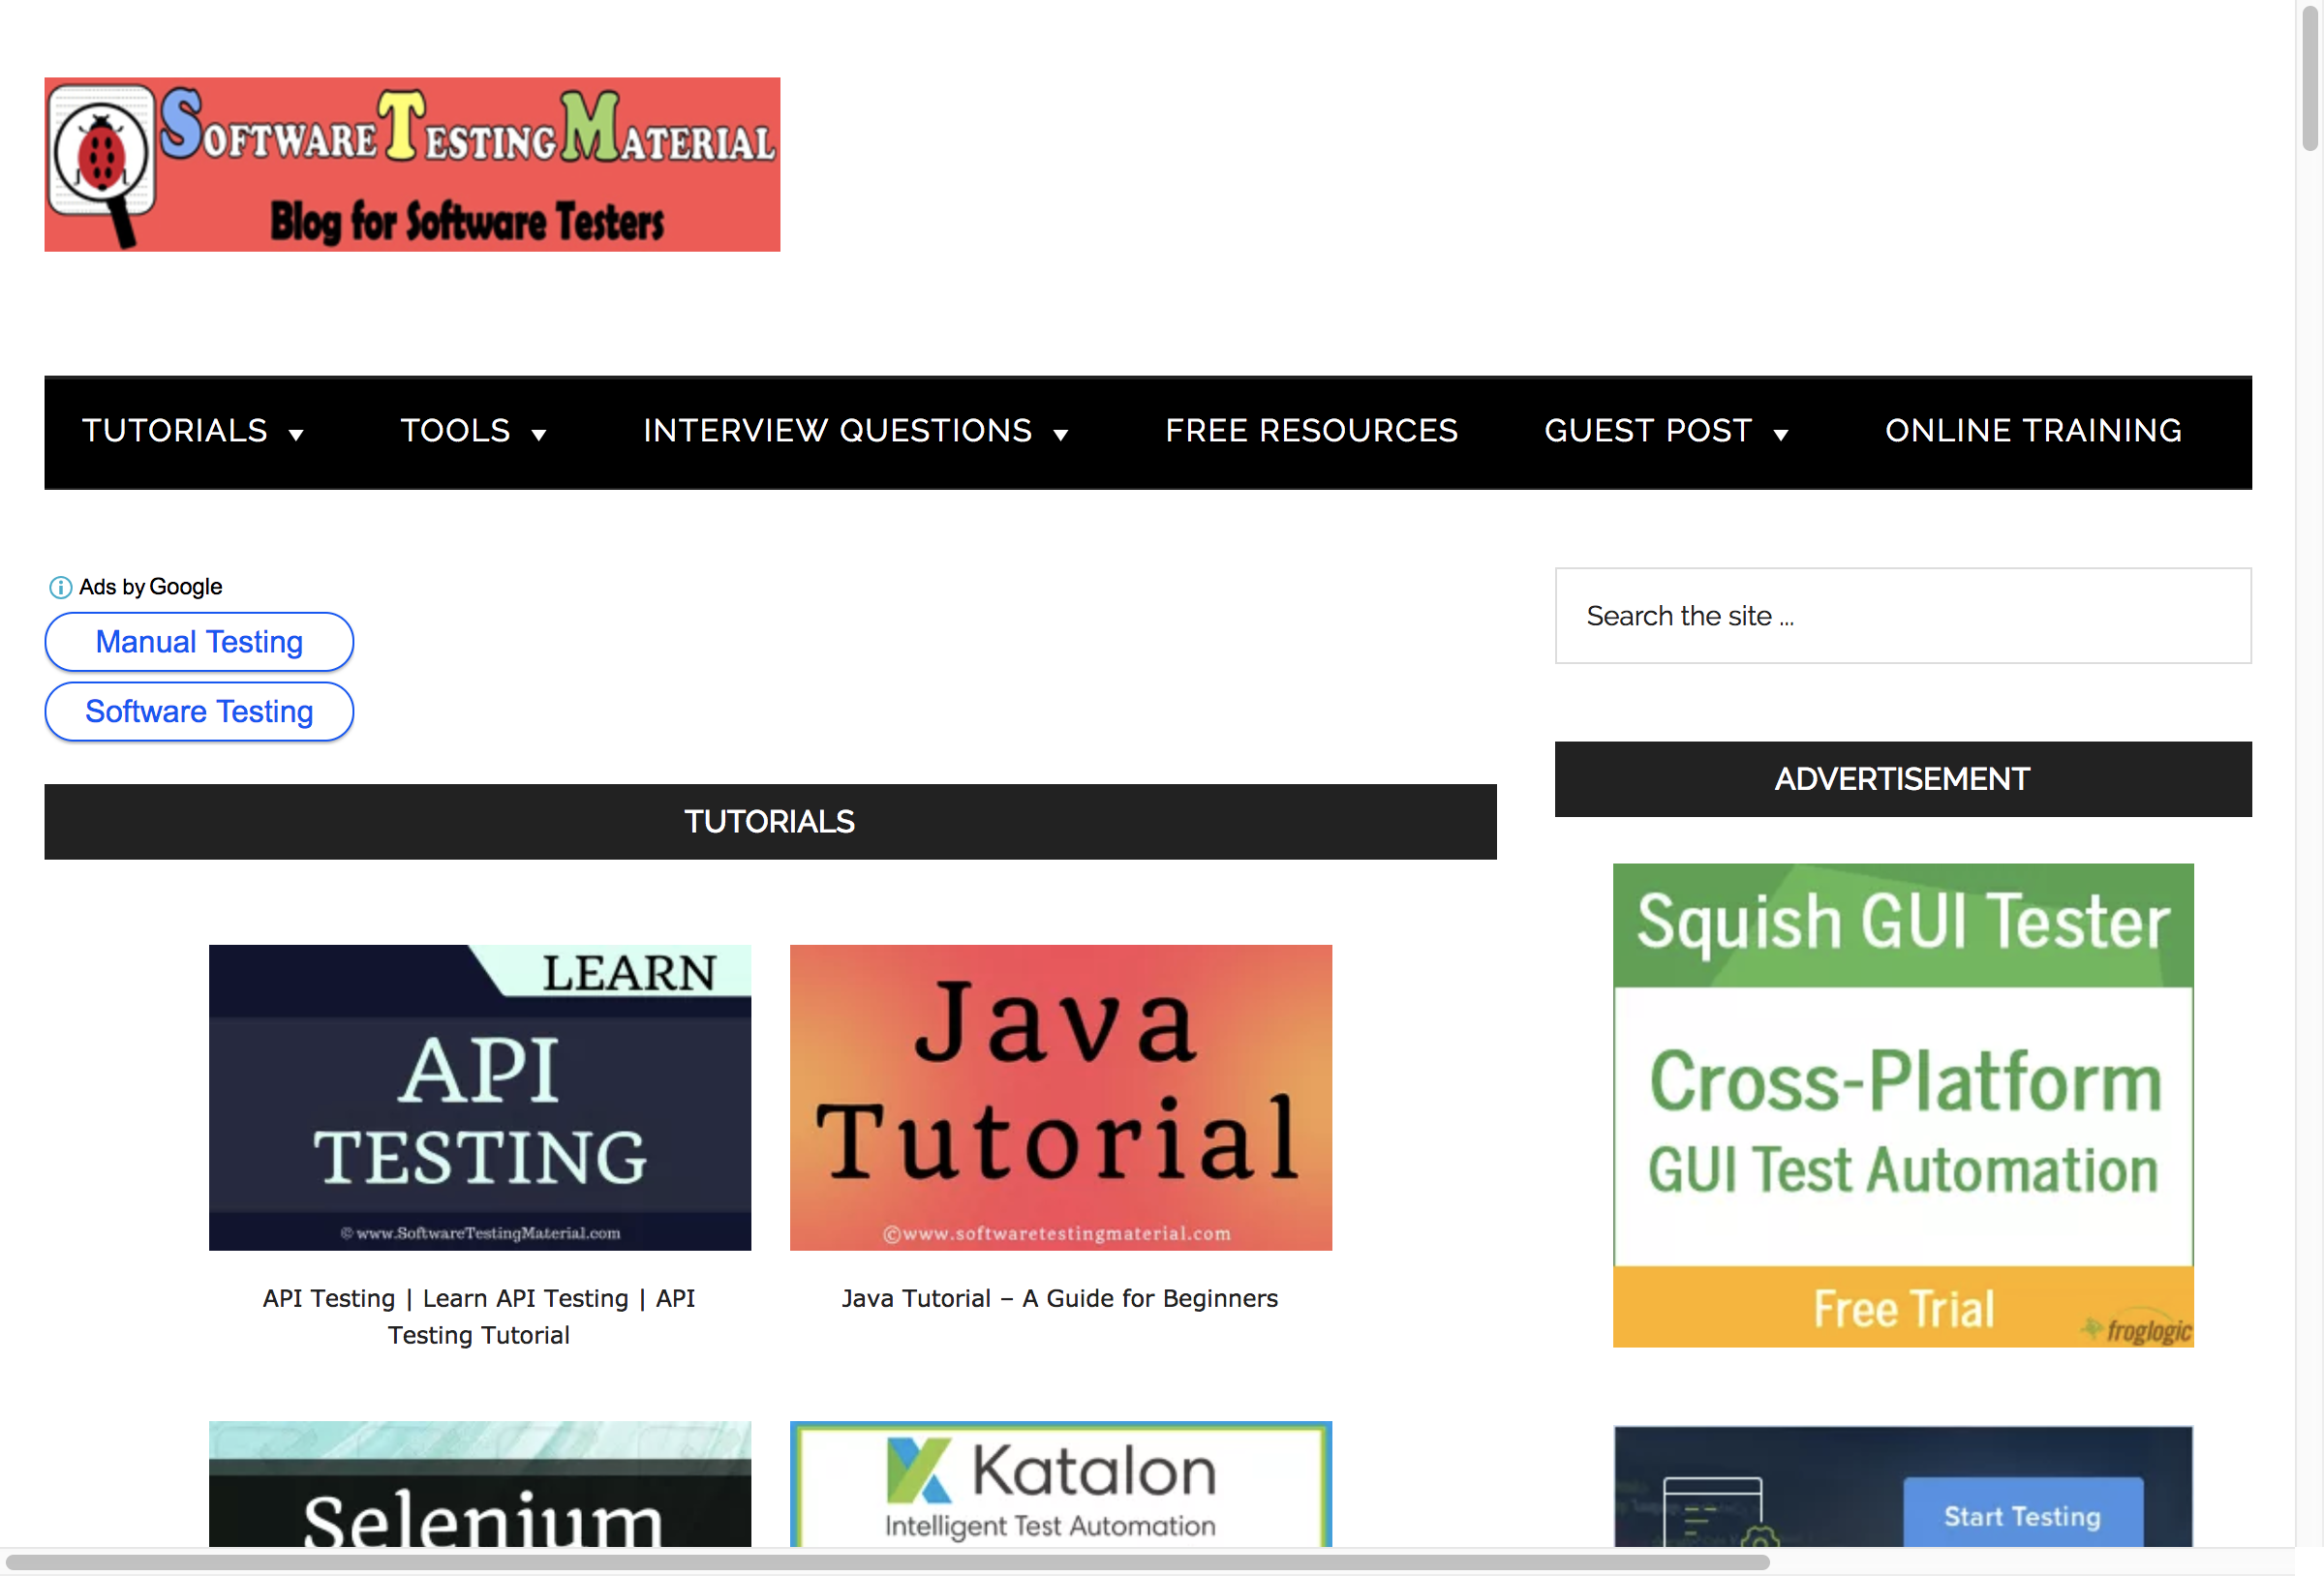 SOFTWARE TESTING MATERIAL
Blog for Software Testers
TUTORIALS TOOLS INTERVIEW QUESTIONS FREE RESOURCES GUEST POST ONLINE TRAINING
Ads by Google
Manual Testing
Software Testing
Search the site ...
ADVERTISEMENT
TUTORIALS
LEARN
API
TESTING
© www.SoftwareTestingMaterial.com
API Testing | Learn API Testing | API
Testing Tutorial
Java
Tutorial
©www.softwaretestingmaterial.com
Java Tutorial – A Guide for Beginners
Squish GUI Tester
Cross-Platform
GUI Test Automation
Free Trial
froglogic
Selenium
Katalon
Intelligent Test Automation
Start Testing